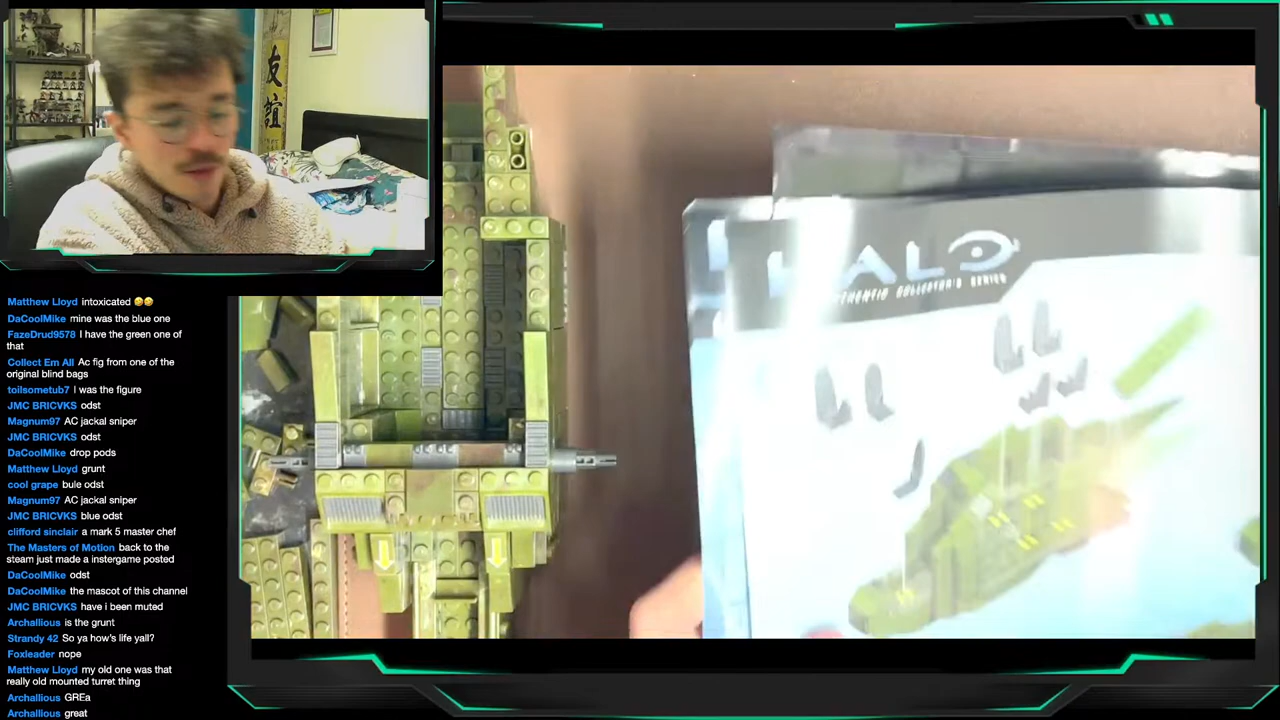 友
誼
HALO
AUTHENTIC COLLECTOR'S SERIES
Matthew Lloyd intoxicated 🤣🤣
DaCoolMike mine was the blue one
FazeDrud9578 I have the green one of
that
Collect Em All Ac fig from one of the
original blind bags
toilsometub7 I was the figure
JMC BRICVKS odst
Magnum97 AC jackal sniper
JMC BRICVKS odst
DaCoolMike drop pods
Matthew Lloyd grunt
cool grape bule odst
Magnum97 AC jackal sniper
JMC BRICVKS blue odst
clifford sinclair a mark 5 master chef
The Masters of Motion back to the
steam just made a instergame posted
DaCoolMike odst
DaCoolMike the mascot of this channel
JMC BRICVKS have i been muted
Archallious is the grunt
Strandy 42 So ya how's life yall?
Foxleader nope
Matthew Lloyd my old one was that
really old mounted turret thing
Archallious GREa
Archallious great